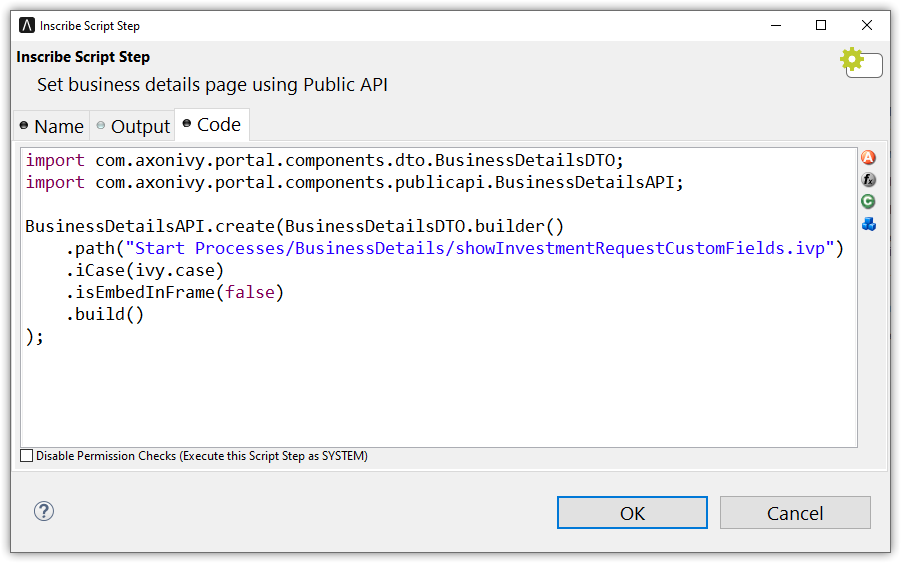 Inscribe Script Step
Inscribe Script Step
Set business details page using Public API
Name Output Code
import com.axonivy.portal.components.dto.BusinessDetailsDTO;
import com.axonivy.portal.components.publicapi.BusinessDetailsAPI;
BusinessDetailsAPI.create(BusinessDetailsDTO.builder()
.path("Start Processes/BusinessDetails/showInvestmentRequestCustomFields.ivp")
.iCase(ivy.case)
.isEmbedInFrame(false)
.build()
);
Disable Permission Checks (Execute this Script Step as SYSTEM)
OK Cancel